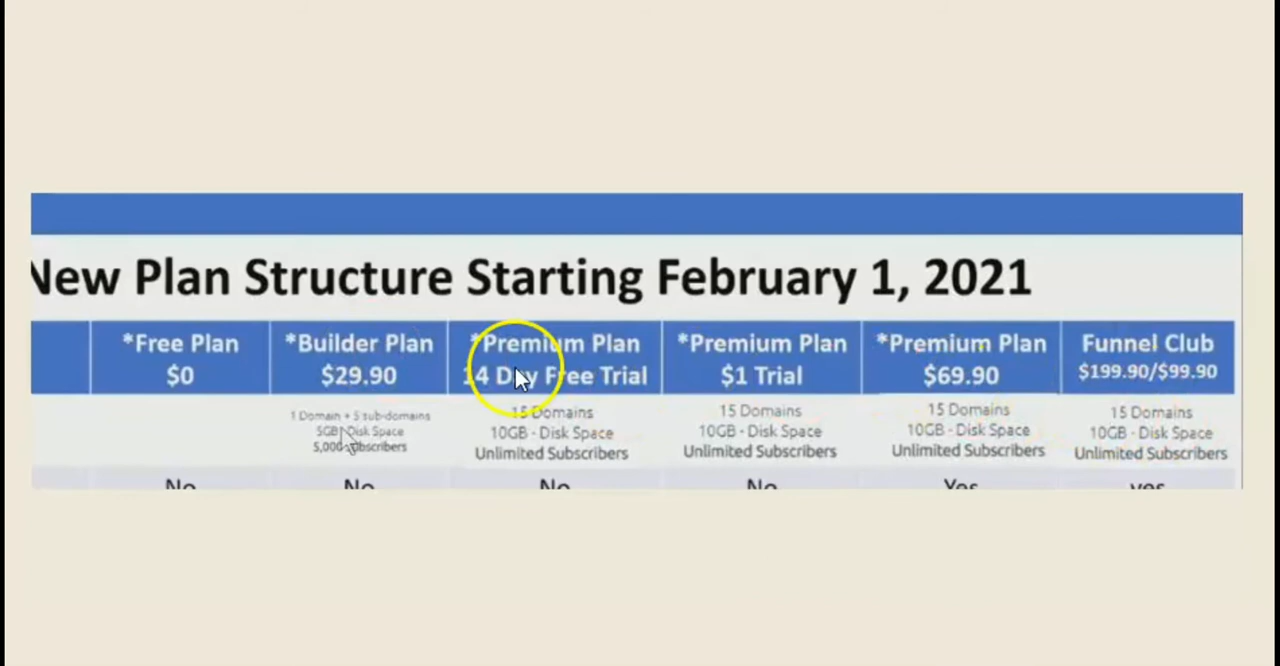 New Plan Structure Starting February 1, 2021
*Free Plan
$0
*Builder Plan
$29.90
*Premium Plan
14 Day Free Trial
*Premium Plan
$1 Trial
*Premium Plan
$69.90
Funnel Club
$199.90/$99.90
1 Domain + 5 sub-domains
5GB Disk Space
5,000 Subscribers
15 Domains
10GB - Disk Space
Unlimited Subscribers
15 Domains
10GB - Disk Space
Unlimited Subscribers
15 Domains
10GB - Disk Space
Unlimited Subscribers
15 Domains
10GB - Disk Space
Unlimited Subscribers
No
No
No
No
Yes
yes